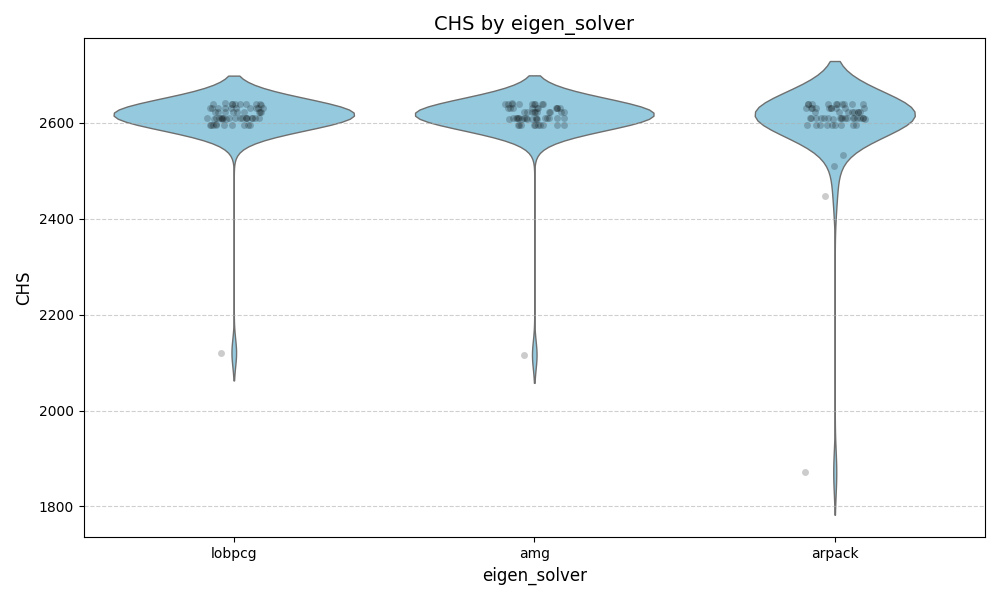 CHS by eigen_solver
CHS
2600
2400
2200
2000
1800
lobpcg
amg
arpack
eigen_solver